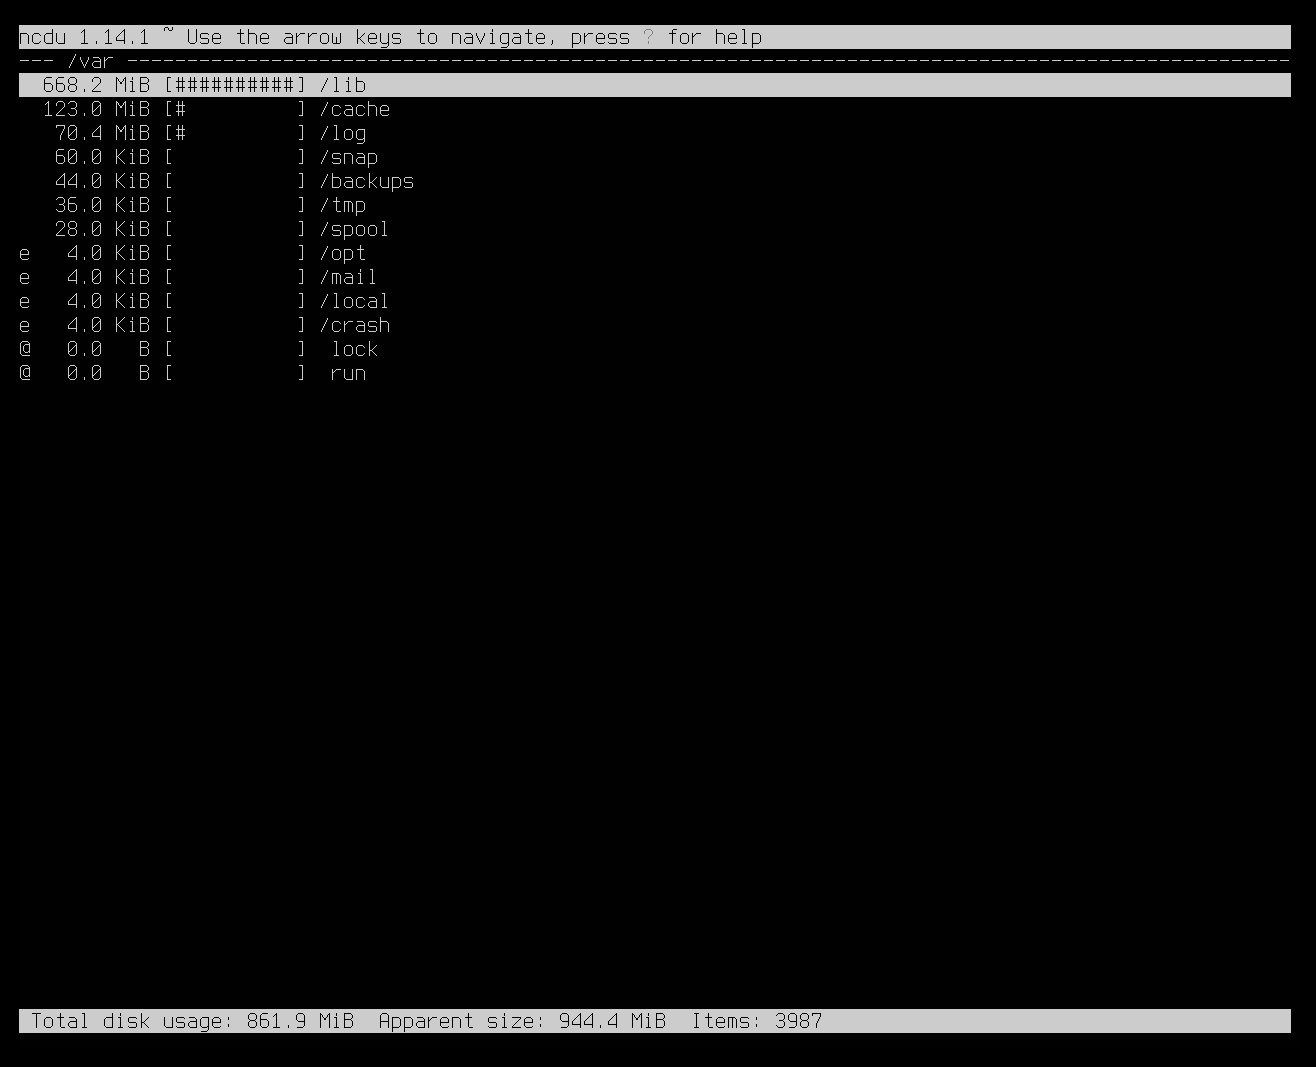 ncdu 1.14.1 ~ Use the arrow keys to navigate, press ? for help
--- /var -------------------------------------------------------------------------------------------------
  668.2 MiB [##########] /lib
  123.0 MiB [#         ] /cache
   70.4 MiB [#         ] /log
   60.0 KiB [          ] /snap
   44.0 KiB [          ] /backups
   36.0 KiB [          ] /tmp
   28.0 KiB [          ] /spool
e   4.0 KiB [          ] /opt
e   4.0 KiB [          ] /mail
e   4.0 KiB [          ] /local
e   4.0 KiB [          ] /crash
@   0.0   B [          ]  lock
@   0.0   B [          ]  run
 Total disk usage: 861.9 MiB  Apparent size: 944.4 MiB  Items: 3987